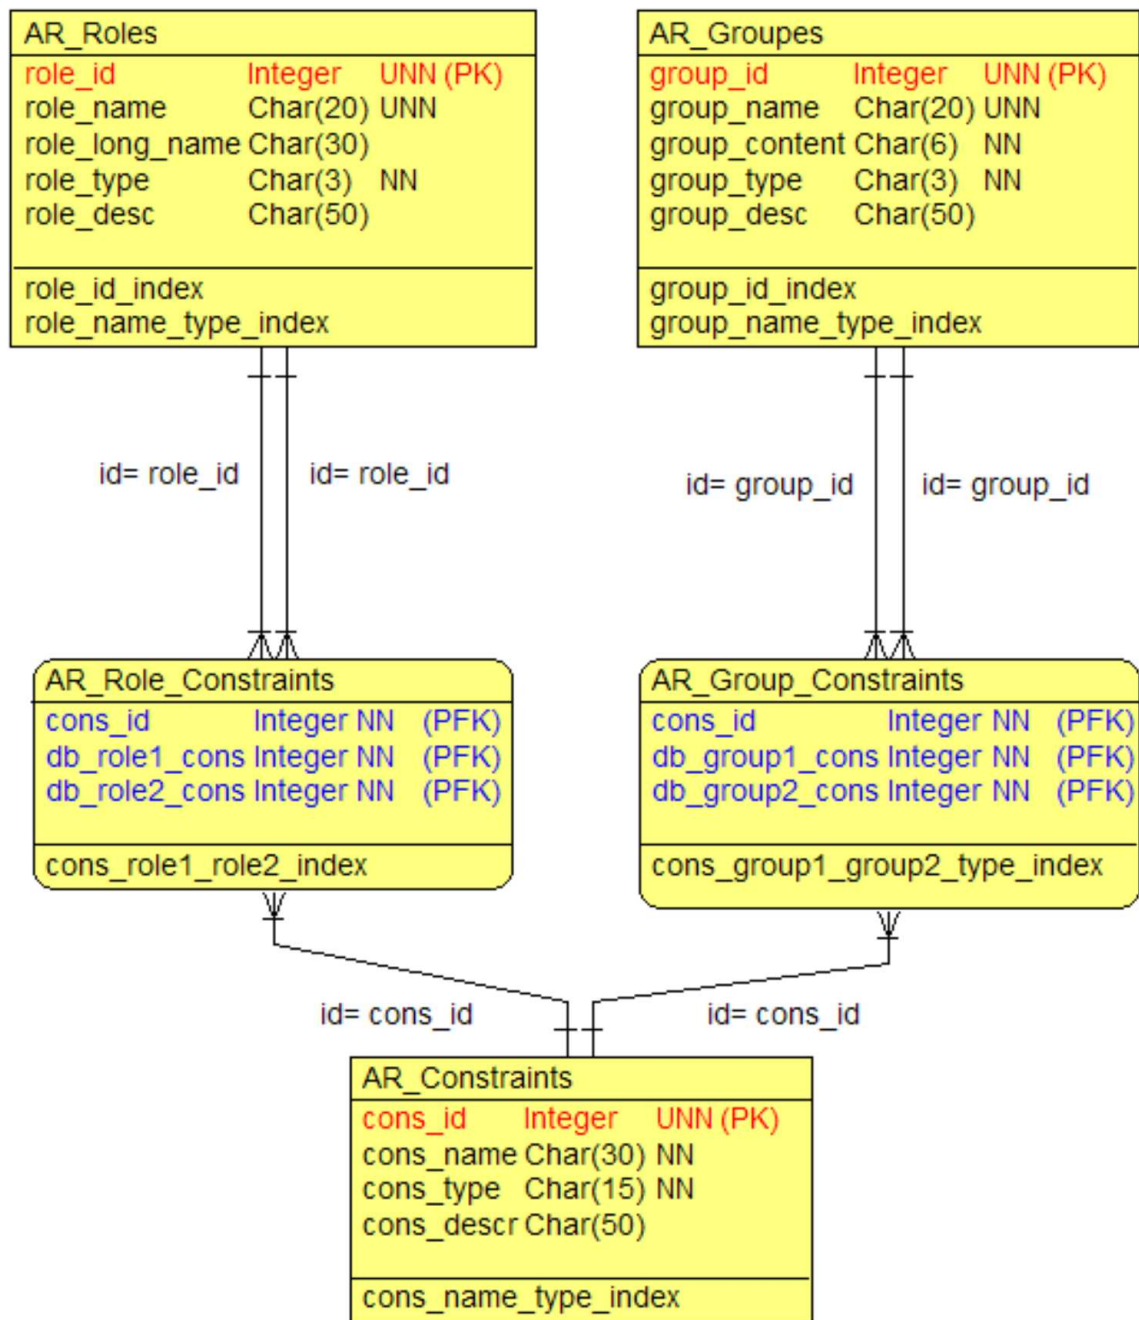 AR_Roles
role_id Integer UNN (PK)
role_name Char(20) UNN
role_long_name Char(30)
role_type Char(3) NN
role_desc Char(50)
role_id_index
role_name_type_index
AR_Groupes
group_id Integer UNN (PK)
group_name Char(20) UNN
group_content Char(6) NN
group_type Char(3) NN
group_desc Char(50)
group_id_index
group_name_type_index
id= role_id
id= role_id
id= group_id
id= group_id
AR_Role_Constraints
cons_id Integer NN (PFK)
db_role1_cons Integer NN (PFK)
db_role2_cons Integer NN (PFK)
cons_role1_role2_index
AR_Group_Constraints
cons_id Integer NN (PFK)
db_group1_cons Integer NN (PFK)
db_group2_cons Integer NN (PFK)
cons_group1_group2_type_index
id= cons_id
id= cons_id
AR_Constraints
cons_id Integer UNN (PK)
cons_name Char(30) NN
cons_type Char(15) NN
cons_descr Char(50)
cons_name_type_index